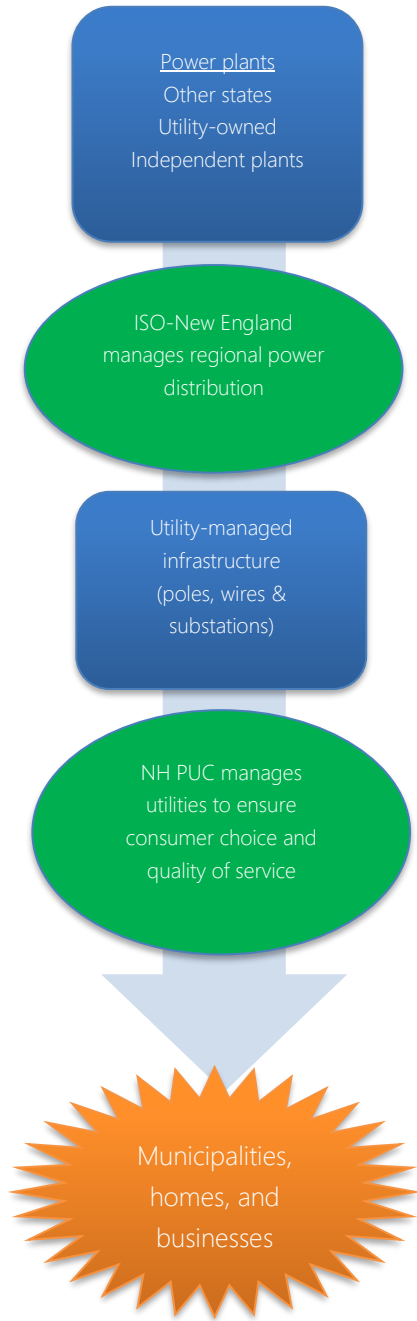 Power plants
Other states
Utility-owned
Independent plants
ISO-New England
manages regional power
distribution
Utility-managed
infrastructure
(poles, wires &
substations)
NH PUC manages
utilities to ensure
consumer choice and
quality of service
Municipalities,
homes, and
businesses